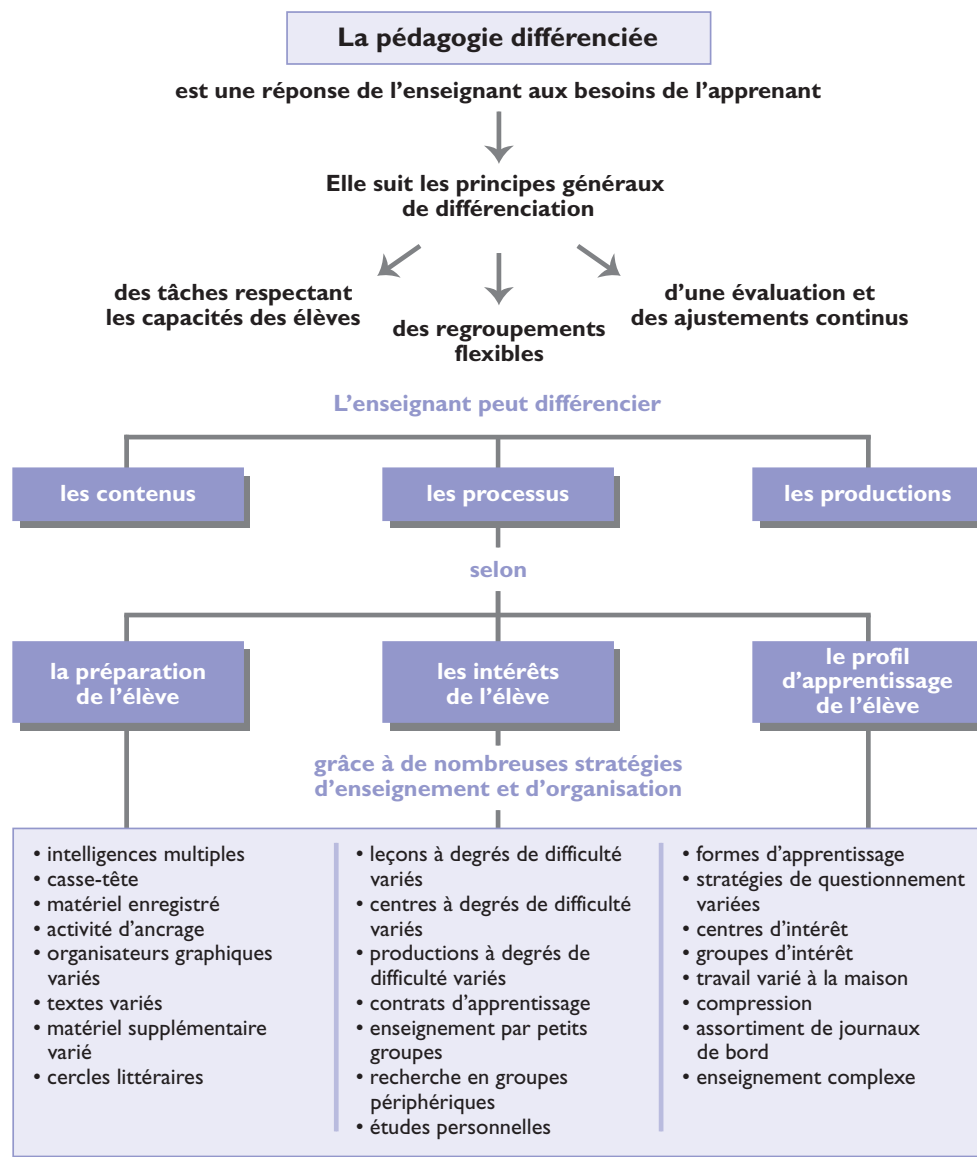 La pédagogie différenciée
est une réponse de l'enseignant aux besoins de l'apprenant
Elle suit les principes généraux
de différenciation
des tâches respectant
les capacités des élèves
des regroupements
flexibles
d'une évaluation et
des ajustements continus
L'enseignant peut différencier
les contenus
les processus
les productions
selon
la préparation
de l'élève
les intérêts
de l'élève
le profil
d'apprentissage
de l'élève
grâce à de nombreuses stratégies
d'enseignement et d'organisation
• intelligences multiples
• casse-tête
• matériel enregistré
• activité d'ancrage
• organisateurs graphiques
variés
• textes variés
• matériel supplémentaire
varié
• cercles littéraires
• leçons à degrés de difficulté
variés
• centres à degrés de difficulté
variés
• productions à degrés de
difficulté variés
• contrats d'apprentissage
• enseignement par petits
groupes
• recherche en groupes
périphériques
• études personnelles
• formes d'apprentissage
• stratégies de questionnement
variées
• centres d'intérêt
• groupes d'intérêt
• travail varié à la maison
• compression
• assortiment de journaux
de bord
• enseignement complexe